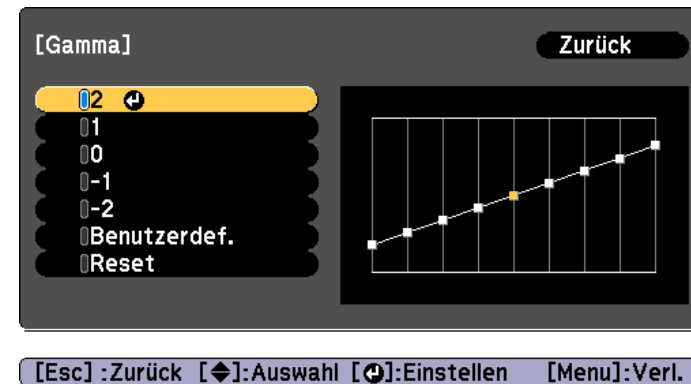 [Gamma] Zurück
2
1
0
-1
-2
Benutzerdef.
Reset
[Esc] :Zurück [◆]:Auswahl [↵]:Einstellen [Menu]:Verl.